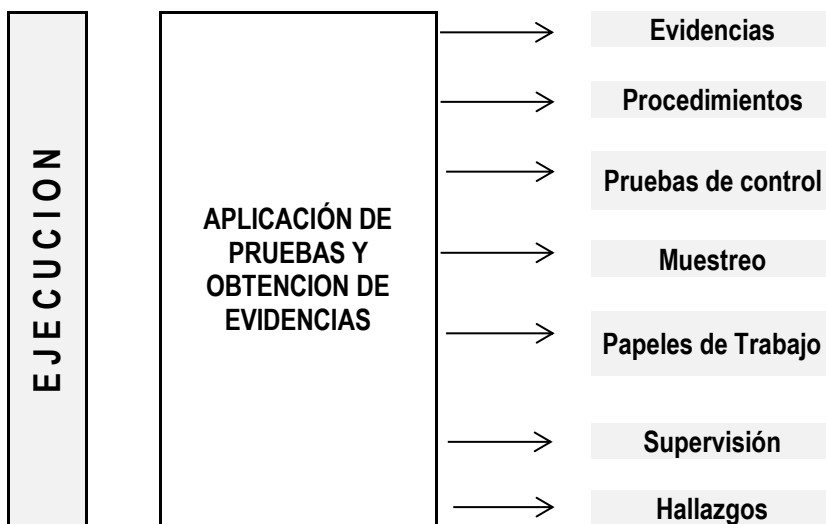 EJECUCION
APLICACIÓN DE
PRUEBAS Y
OBTENCION DE
EVIDENCIAS
Evidencias
Procedimientos
Pruebas de control
Muestreo
Papeles de Trabajo
Supervisión
Hallazgos